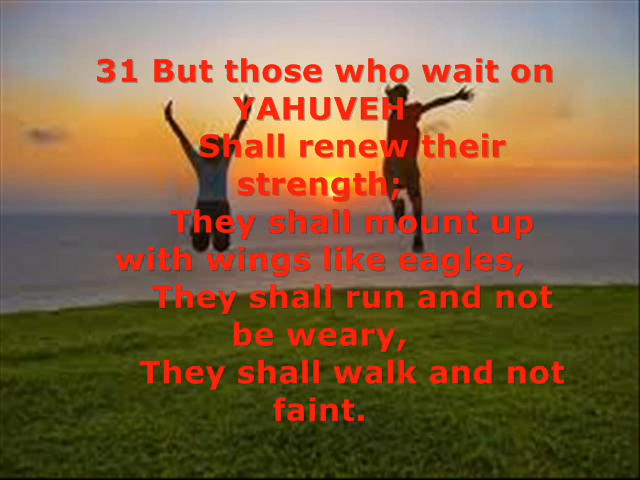 31 But those who wait on
YAHUVEH
Shall renew their
strength;
They shall mount up
with wings like eagles,
They shall run and not
be weary,
They shall walk and not
faint.